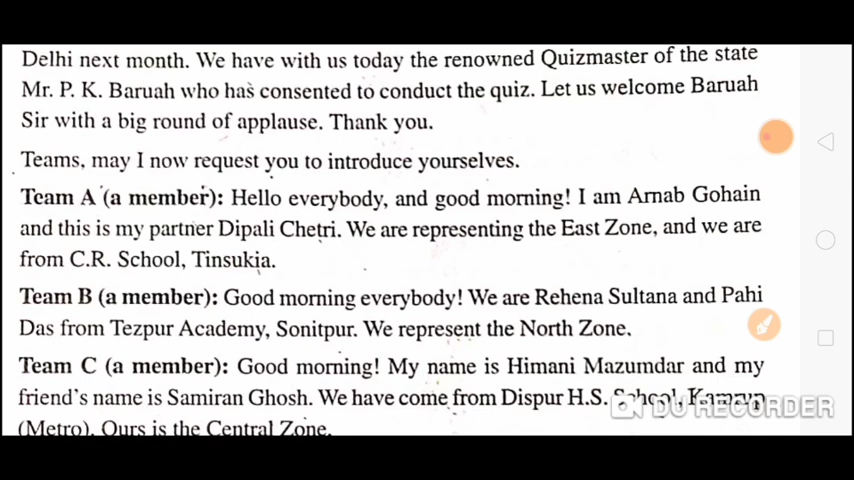 Delhi next month. We have with us today the renowned Quizmaster of the state
Mr. P. K. Baruah who has consented to conduct the quiz. Let us welcome Baruah
Sir with a big round of applause. Thank you.
Teams, may I now request you to introduce yourselves.
Team A (a member): Hello everybody, and good morning! I am Arnab Gohain
and this is my partner Dipali Chetri. We are representing the East Zone, and we are
from C.R. School, Tinsukia.
Team B (a member): Good morning everybody! We are Rehena Sultana and Pahi
Das from Tezpur Academy, Sonitpur. We represent the North Zone.
Team C (a member): Good morning! My name is Himani Mazumdar and my
friend's name is Samiran Ghosh. We have come from Dispur H.S. School, Kamrup
(Metro). Ours is the Central Zone.
DU RECORDER